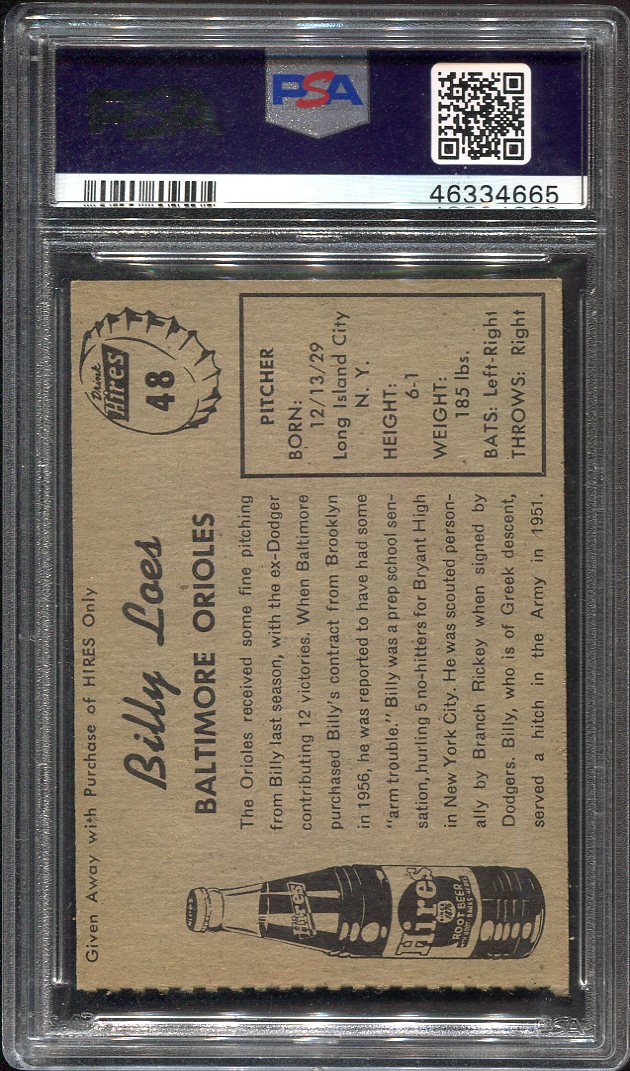 PSA
46334665
Given Away with Purchase of HIRES Only
Drink
Hires
48
Billy Loes
BALTIMORE ORIOLES
The Orioles received some fine pitching
from Billy last season, with the ex-Dodger
contributing 12 victories. When Baltimore
purchased Billy's contract from Brooklyn
in 1956, he was reported to have had some
"arm trouble." Billy was a prep school sen-
sation, hurling 5 no-hitters for Bryant High
in New York City. He was scouted person-
ally by Branch Rickey when signed by
Dodgers. Billy, who is of Greek descent,
served a hitch in the Army in 1951.
PITCHER
BORN:
12/13/29
Long Island City
N. Y.
HEIGHT:
6-1
WEIGHT:
185 lbs.
BATS: Left-Right
THROWS: Right
Hires
Hires
ROOT BEER